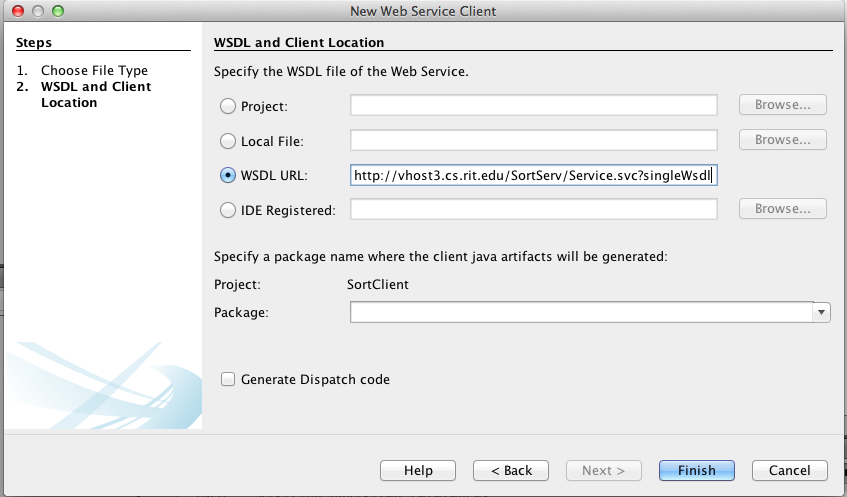 New Web Service Client
Steps
1. Choose File Type
2. WSDL and Client
Location
WSDL and Client Location
Specify the WSDL file of the Web Service.
Project:
Browse...
Local File:
Browse...
WSDL URL:
http://vhost3.cs.rit.edu/SortServ/Service.svc?singleWsdl
IDE Registered:
Browse...
Specify a package name where the client java artifacts will be generated:
Project: SortClient
Package:
Generate Dispatch code
Help
< Back
Next >
Finish
Cancel